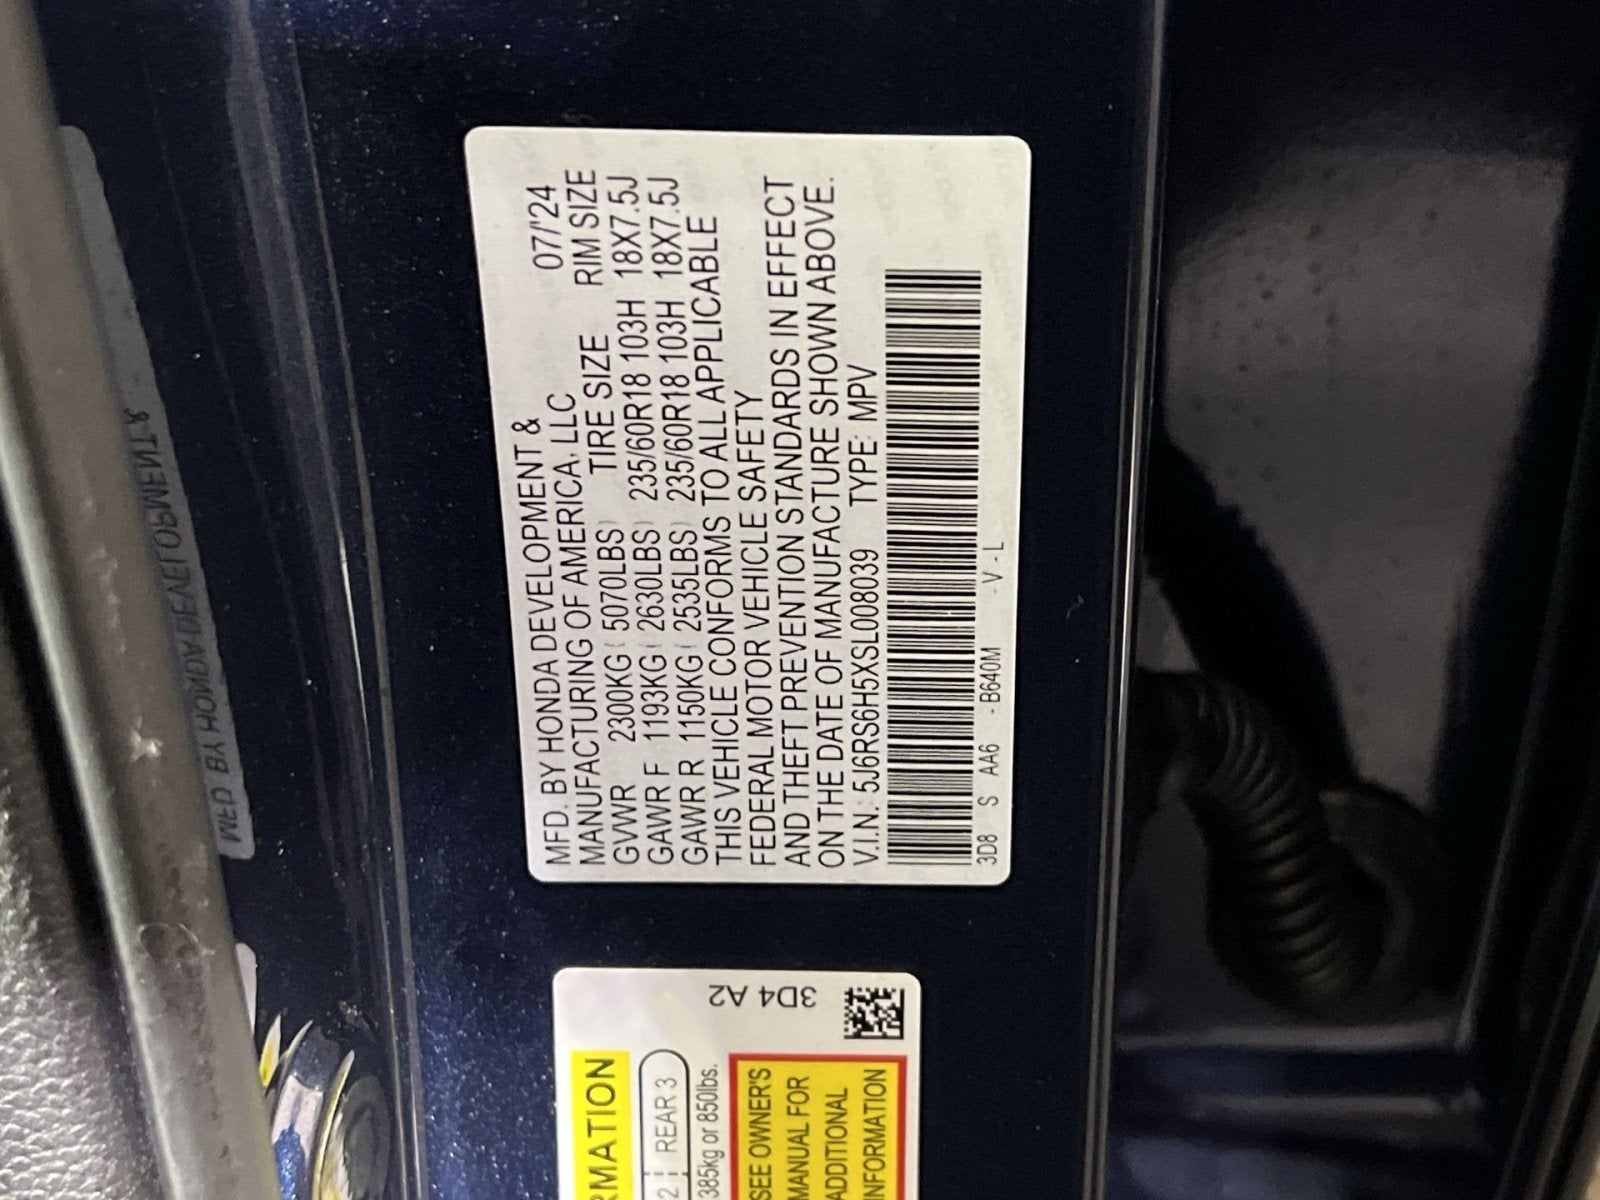 MFD. BY HONDA DEVELOPMENT &
MANUFACTURING OF AMERICA, LLC 07/'24
TIRE SIZE RIM SIZE
GVWR 2300KG( 5070LBS)
GAWR F 1193KG( 2630LBS) 235/60R18 103H 18X7.5J
GAWR R 1150KG( 2535LBS) 235/60R18 103H 18X7.5J
THIS VEHICLE CONFORMS TO ALL APPLICABLE
FEDERAL MOTOR VEHICLE SAFETY
AND THEFT PREVENTION STANDARDS IN EFFECT
ON THE DATE OF MANUFACTURE SHOWN ABOVE.
V.I.N.: 5J6RS6H5XSL008039 TYPE: MPV
3D8 S AA6 - B640M - V - L
3D4 A2
RMATION
2 REAR 3
385kg or 850lbs.
SEE OWNER'S
MANUAL FOR
ADDITIONAL
INFORMATION
MFD. BY HONDA DEVELOPMENT &